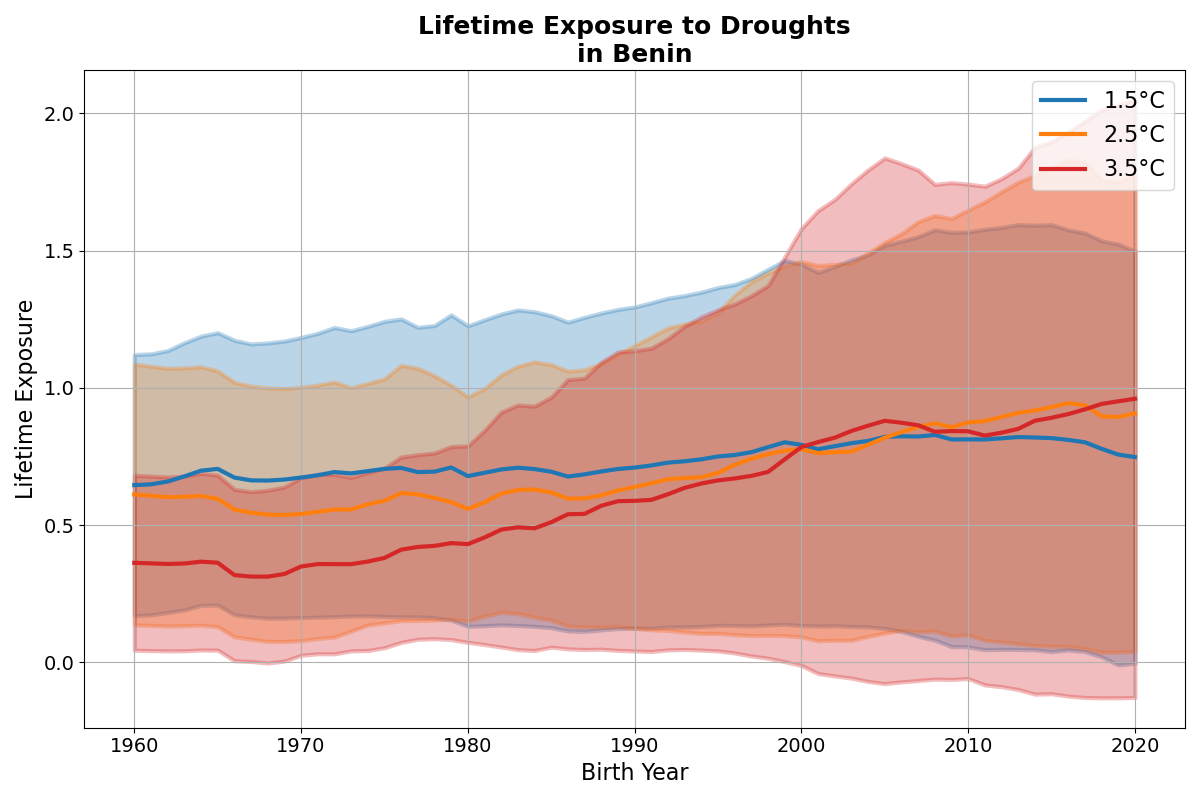 Lifetime Exposure to Droughts
in Benin
1.5°C
2.5°C
3.5°C
Lifetime Exposure
2.0
1.5
1.0
0.5
0.0
1960 1970 1980 1990 2000 2010 2020
Birth Year